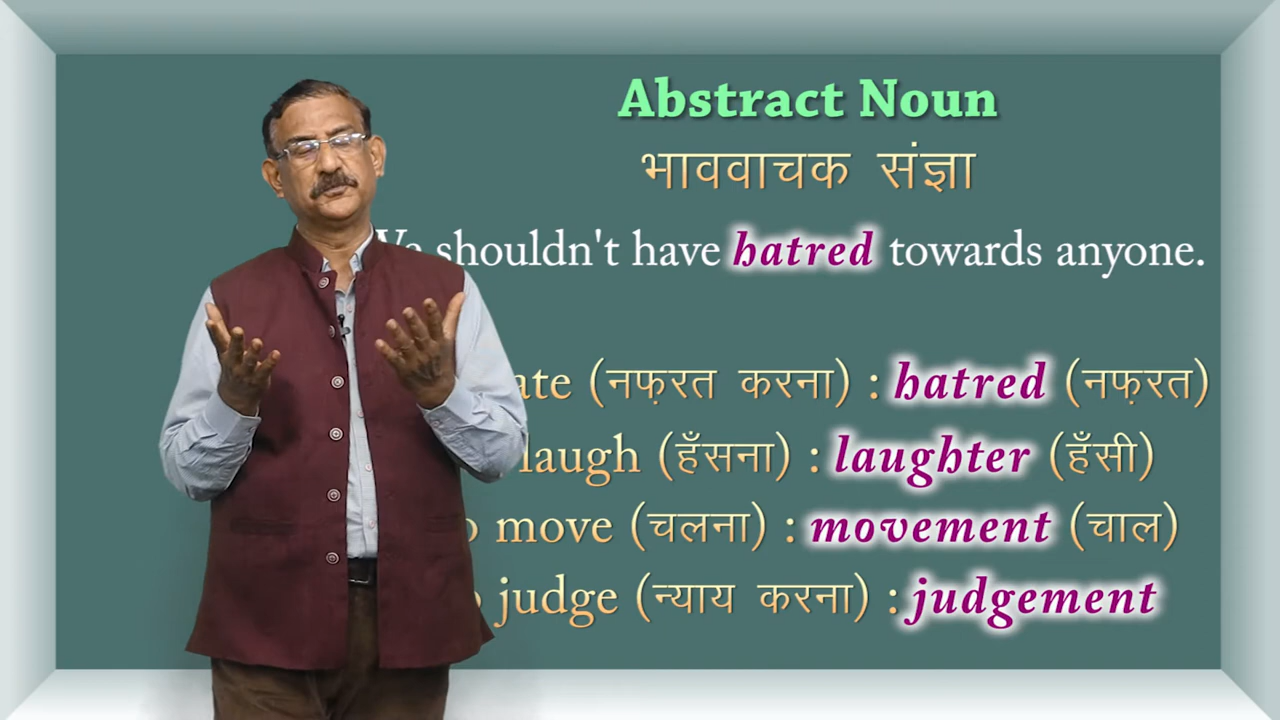 Abstract Noun
भाववाचक संज्ञा
shouldn't have hatred towards anyone.
(नफ़रत करना) : hatred (नफ़रत)
laugh (हँसना) : laughter (हँसी)
move (चलना) : movement (चाल)
judge (न्याय करना) : judgement